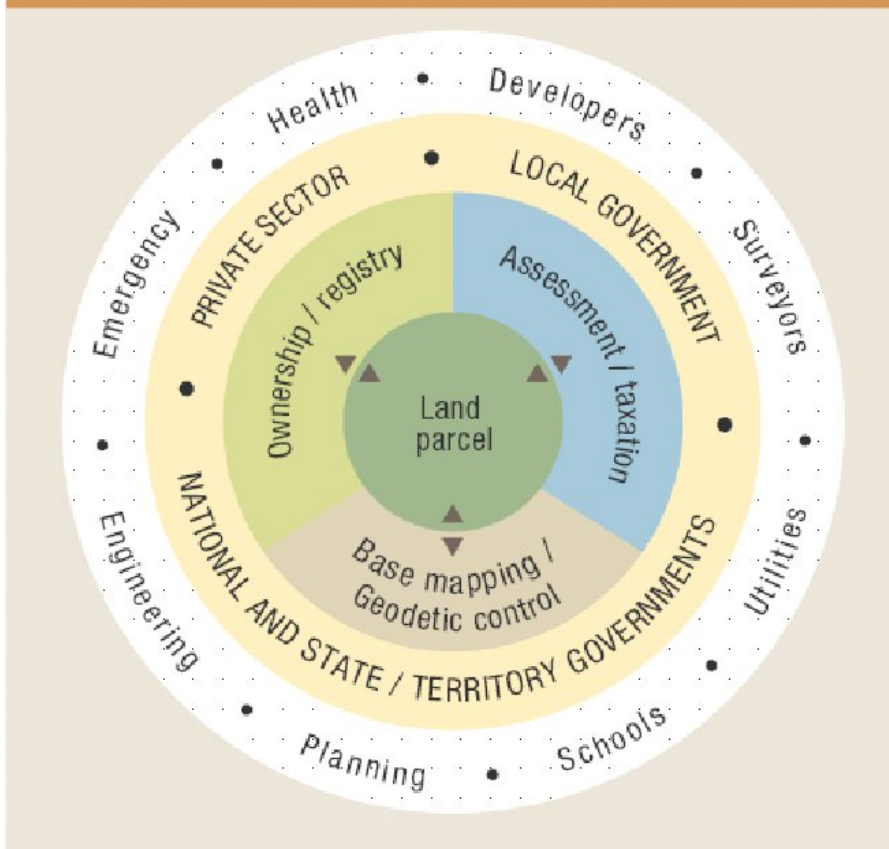 Health
Developers
Surveyors
Utilities
Schools
Planning
Engineering
Emergency
PRIVATE SECTOR
LOCAL GOVERNMENT
NATIONAL AND STATE / TERRITORY GOVERNMENTS
Ownership / registry
Assessment / taxation
Base mapping /
Geodetic control
Land
parcel